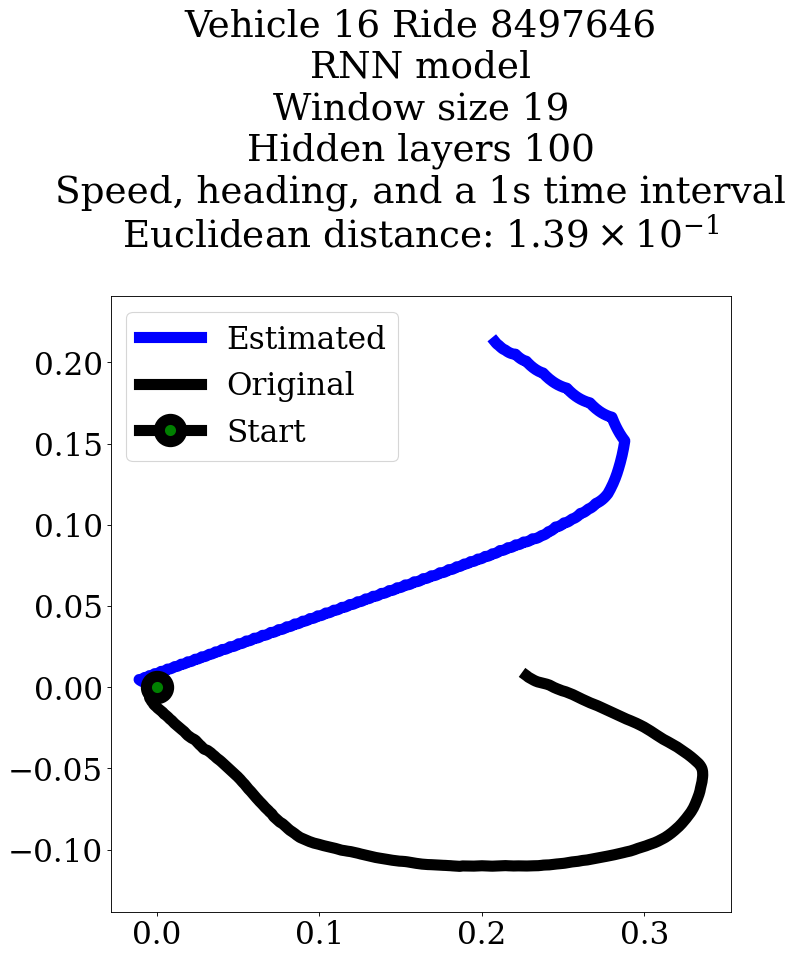 Vehicle 16 Ride 8497646
RNN model
Window size 19
Hidden layers 100
Speed, heading, and a 1s time interval
Euclidean distance: 1.39 × 10⁻¹
Estimated
Original
Start
0.20
0.15
0.10
0.05
0.00
−0.05
−0.10
0.0 0.1 0.2 0.3